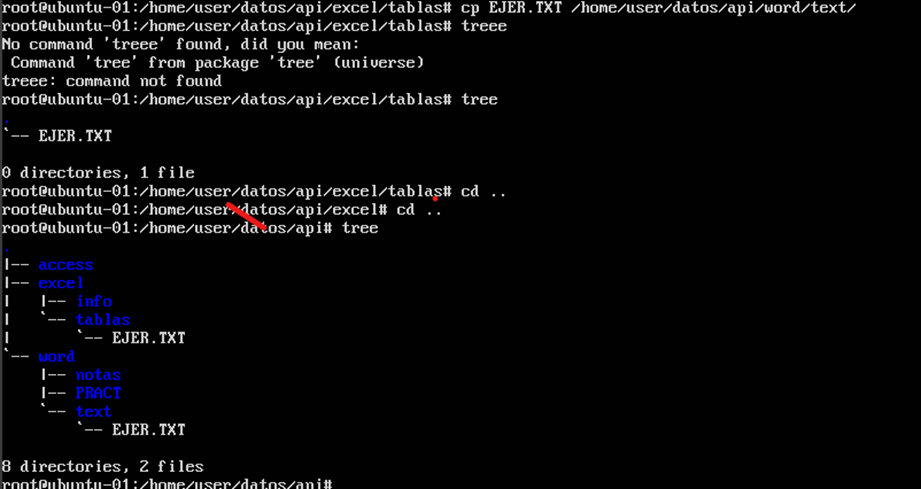 root@ubuntu-01:/home/user/datos/api/excel/tablas# cp EJER.TXT /home/user/datos/api/word/text/
root@ubuntu-01:/home/user/datos/api/excel/tablas# treee
No command 'treee' found, did you mean:
 Command 'tree' from package 'tree' (universe)
treee: command not found
root@ubuntu-01:/home/user/datos/api/excel/tablas# tree
.
`-- EJER.TXT

0 directories, 1 file
root@ubuntu-01:/home/user/datos/api/excel/tablas# cd ..
root@ubuntu-01:/home/user/datos/api/excel# cd ..
root@ubuntu-01:/home/user/datos/api# tree
.
|-- access
|-- excel
|   |-- info
|   `-- tablas
|       `-- EJER.TXT
`-- word
    |-- notas
    |-- PRACT
    `-- text
        `-- EJER.TXT

8 directories, 2 files
root@ubuntu-01:/home/user/datos/api#